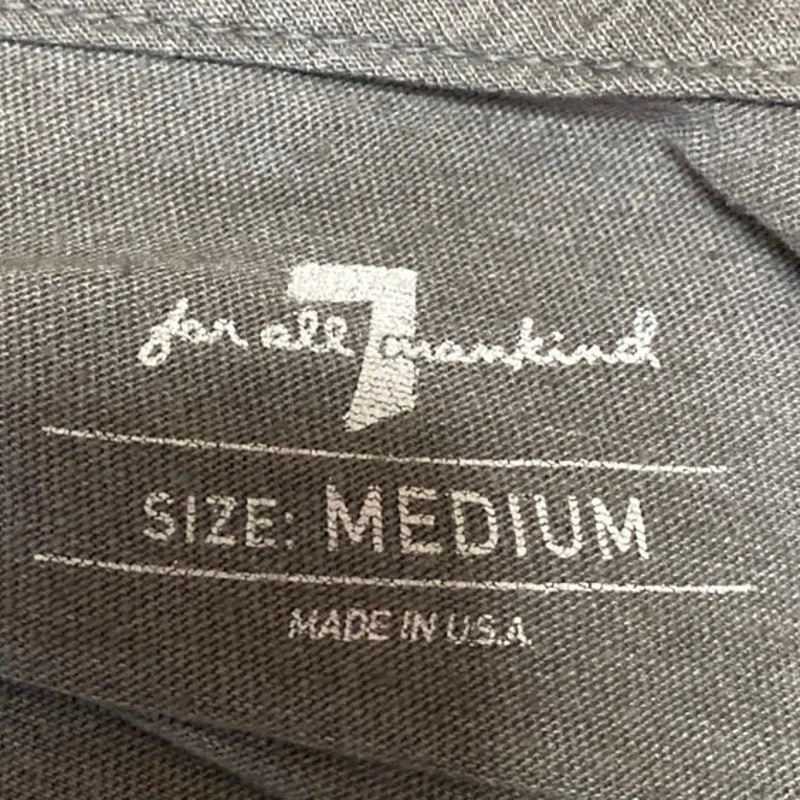 7
for all mankind
SIZE: MEDIUM
MADE IN U.S.A.